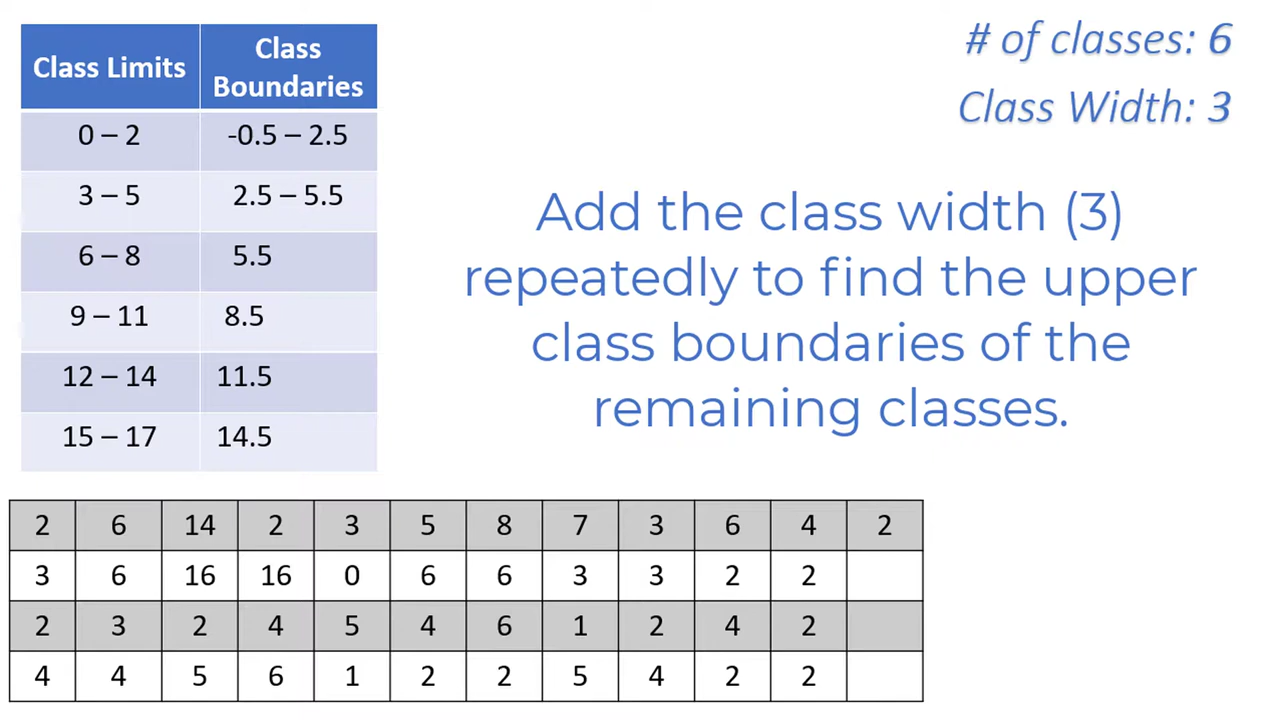 # of classes: 6
Class Width: 3
Class Limits Class Boundaries
0 – 2 -0.5 – 2.5
3 – 5 2.5 – 5.5
6 – 8 5.5
9 – 11 8.5
12 – 14 11.5
15 – 17 14.5
Add the class width (3)
repeatedly to find the upper
class boundaries of the
remaining classes.
2 6 14 2 3 5 8 7 3 6 4 2
3 6 16 16 0 6 6 3 3 2 2
2 3 2 4 5 4 6 1 2 4 2
4 4 5 6 1 2 2 5 4 2 2